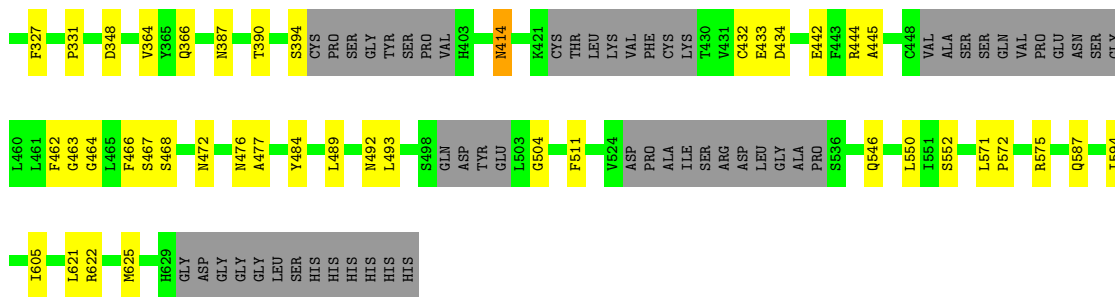 F327 P331 D348 V364 Y365 Q366 N387 T390 S394 CYS PRO SER GLY TYR SER PRO VAL H403 N414 K421 CYS THR LEU LYS VAL PHE CYS LYS T430 V431 C432 E433 D434 E442 F443 R444 A445 C448 VAL ALA SER SER GLN VAL PRO GLU ASN SER GLY
L460 L461 F462 G463 G464 L465 F466 S467 S468 N472 N476 A477 Y484 L489 N492 L493 S498 GLN ASP TYR GLU L503 G504 F511 V524 ASP PRO ALA ILE SER ARG ASP LEU GLY ALA PRO S536 Q546 L550 I551 S552 L571 P572 R575 Q587
I605 L621 R622 M625 H629 GLY ASP GLY GLY GLY LEU SER HIS HIS HIS HIS HIS HIS